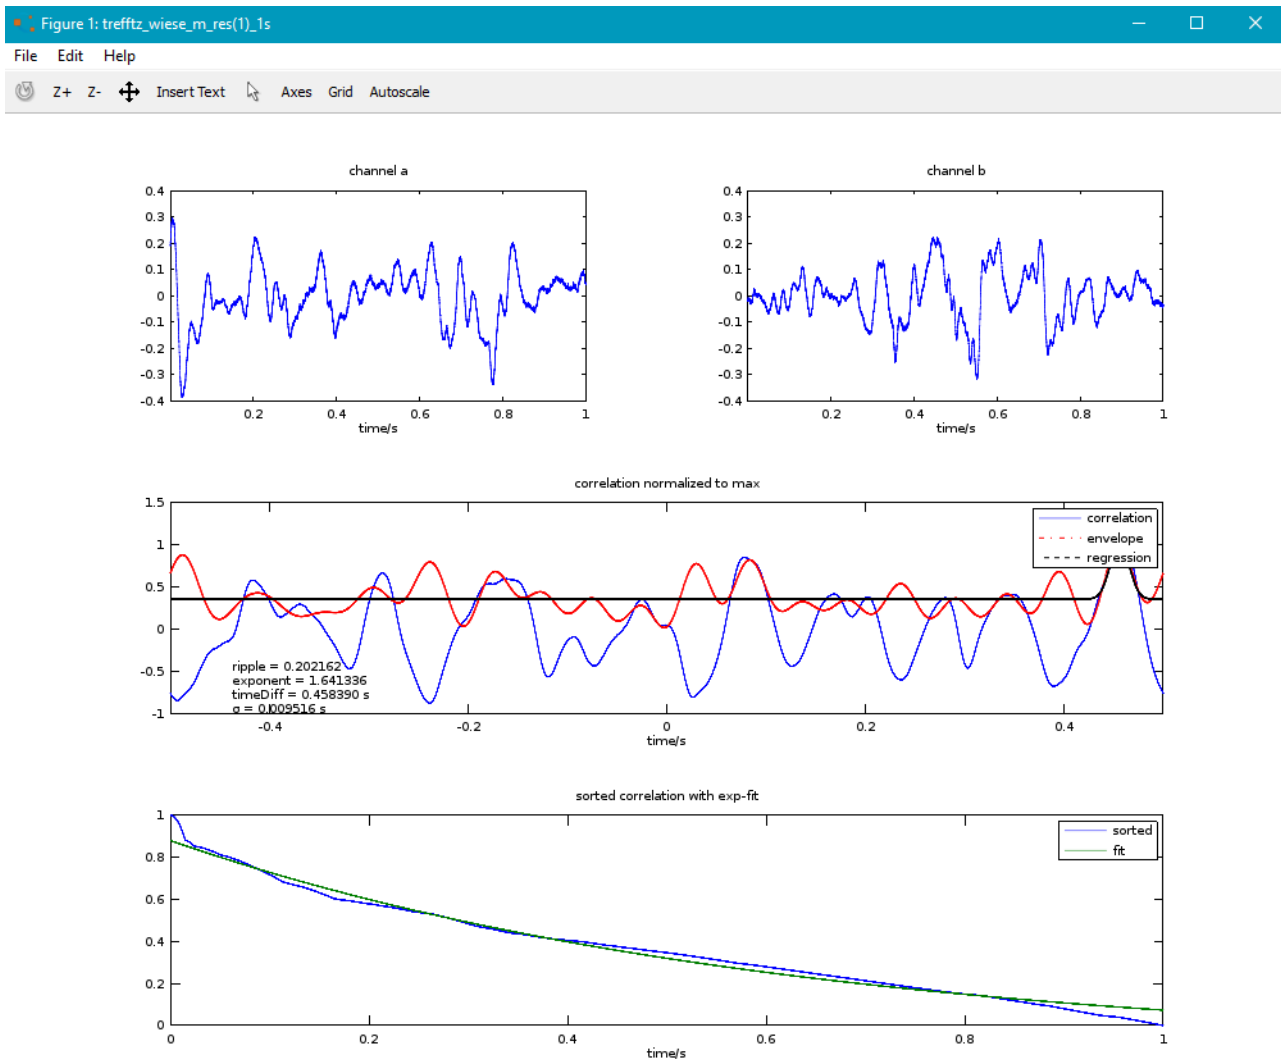 Figure 1: trefftz_wiese_m_res(1)_1s
File Edit Help
Z+ Z- Insert Text Axes Grid Autoscale
channel a
0.4
0.3
0.2
0.1
0
-0.1
-0.2
-0.3
-0.4
0.2 0.4 0.6 0.8 1
time/s
channel b
0.4
0.3
0.2
0.1
0
-0.1
-0.2
-0.3
-0.4
0.2 0.4 0.6 0.8 1
time/s
correlation normalized to max
1.5
1
0.5
0
-0.5
-1
correlation
envelope
regression
ripple = 0.202162
exponent = 1.641336
timeDiff = 0.458390 s
σ = 0.009516 s
-0.4 -0.2 0 0.2 0.4
time/s
sorted correlation with exp-fit
1
0.8
0.6
0.4
0.2
0
sorted
fit
0 0.2 0.4 0.6 0.8 1
time/s